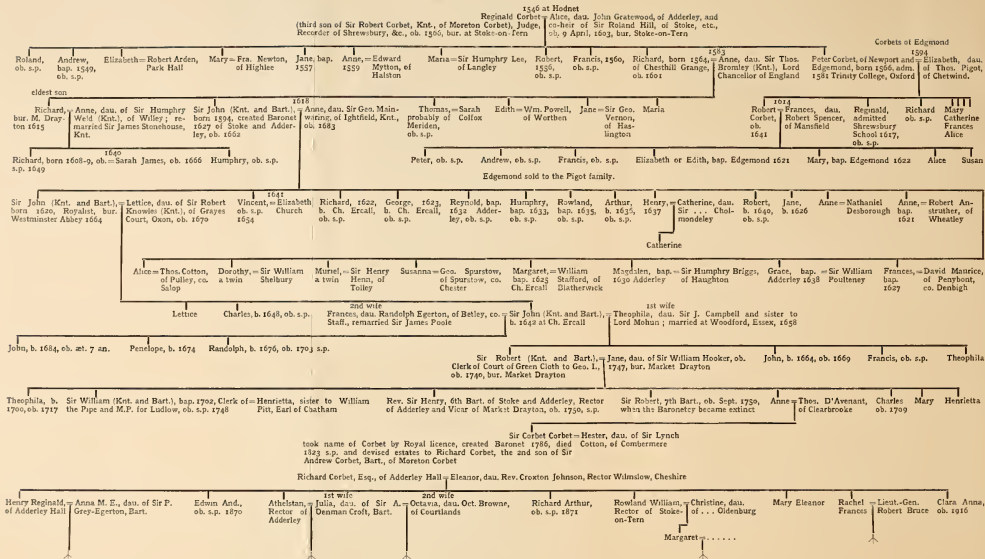 1546 at Hodnet
Reginald Corbet = Alice, dau. John Gratewood, of Adderley, and
(third son of Sir Robert Corbet, Knt., of Moreton Corbet), Judge, co-heir of Sir Roland Hill, of Stoke, etc.,
Recorder of Shrewsbury, &c., ob. 1566, bur. at Stoke-on-Tern ob. 9 April, 1603, bur. Stoke-on-Tern
Roland, ob. s.p.
Andrew, bap. 1549, ob. s.p.
Elizabeth = Robert Arden, Park Hall
Mary = Fra. Newton, of Highlee
Jane, bap. 1557
Anne, = Edward 1559 Mytton, of Halston
Maria = Sir Humphry Lee, of Langley
Robert, 1556, ob. s.p.
Francis, 1560, ob. s.p.
1583
Richard, born 1564, = Anne, dau. Sir Thos.
of Chesthill Grange, Bromley (Knt.), Lord
ob. 1601 Chancellor of England
Corbets of Edgmond
1594
Peter Corbet, of Newport and = Elizabeth, dau.
Edgmond, born 1566, adm. of Thos. Pigot,
1581 Trinity College, Oxford of Chetwind.
eldest son
Richard, = Anne, dau. of Sir Humphry
bur. M. Dray- Weld (Knt.), of Willey; re-
ton 1615 married Sir James Stonehouse, Knt.
1618
Sir John (Knt. and Bart.), = Anne, dau. Sir Geo. Main-
born 1594, created Baronet waring, of Ightfield, Knt.,
1627 of Stoke and Adder- ob. 1683
ley, ob. 1662
Thomas, = Sarah
probably of Colfox
Meriden, ob. s.p.
Edith = Wm. Powell, of Worthen
Jane = Sir Geo. Vernon, of Has- lington
Maria
1614
Robert = Frances, dau.
Corbet, Robert Spencer,
ob. 1641 of Mansfield
Reginald, admitted Shrewsbury School 1617, ob. s.p.
Richard ob. s.p.
Mary Catherine Frances Alice
1640
Richard, born 1608-9, ob. = Sarah James, ob. 1666
s.p. 1649
Humphry, ob. s.p.
Peter, ob. s.p.
Andrew, ob. s.p.
Francis, ob. s.p.
Elizabeth or Edith, bap. Edgemond 1621
Mary, bap. Edgemond 1622
Alice
Susan
Edgemond sold to the Pigot family.
Sir John (Knt. and Bart.), = Lettice, dau. of Sir Robert
born 1620, Royalist, bur. Knowles (Knt.), of Grayes
Westminster Abbey 1664 Court, Oxon, ob. 1670
1641
Vincent, = Elizabeth
ob. s.p. Church
1654
Richard, 1622, b. Ch. Ercall, ob. s.p.
George, 1623, b. Ch. Ercall, ob. s.p.
Reynold, bap. 1632 Adder- ley, ob. s.p.
Humphry, bap. 1633, ob. s.p.
Rowland, bap. 1635, ob. s.p.
Arthur, b. 1636, ob. s.p.
Henry, = Catherine, dau.
1637 Sir ... Chol- mondeley
Robert, b. 1640, ob. s.p.
Jane, b. 1626
Anne = Nathaniel Desborough
Anne, = Robert An-
bap. struther, of
1621 Wheatley
Catherine
Alice = Thos. Cotton, of Pulley, co. Salop
Dorothy, = Sir William
a twin Shelbury
Muriel, = Sir Henry
a twin Henn, of Tolley
Susanna = Geo. Spurstow, of Spurstow, co. Chester
Margaret, = William
bap. 1625 Stafford, of
Ch. Ercall Blatherwick
Magdalen, bap. = Sir Humphry Briggs,
1630 Adderley of Haughton
Grace, bap. = Sir William
Adderley 1638 Poulteney
Frances, = David Maurice,
bap. of Penybont,
1627 co. Denbigh
Lettice
Charles, b. 1648, ob. s.p.
2nd wife
Frances, dau. Randolph Egerton, of Betley, co. = Sir John (Knt. and Bart.), = Theophila, dau. Sir J. Campbell and sister to
Staff., remarried Sir James Poole b. 1642 at Ch. Ercall Lord Mohun; married at Woodford, Essex, 1658
1st wife
John, b. 1684, ob. æt. 7 an.
Penelope, b. 1674
Randolph, b. 1676, ob. 1703 s.p.
Sir Robert (Knt. and Bart.), = Jane, dau. of Sir William Hooker, ob.
Clerk of Court of Green Cloth to Geo. I., 1747, bur. Market Drayton
ob. 1740, bur. Market Drayton
John, b. 1664, ob. 1669
Francis, ob. s.p.
Theophila
Theophila, b. 1700, ob. 1717
Sir William (Knt. and Bart.), bap. 1702, Clerk of = Henrietta, sister to William
the Pipe and M.P. for Ludlow, ob. s.p. 1748 Pitt, Earl of Chatham
Rev. Sir Henry, 6th Bart. of Stoke and Adderley, Rector
of Adderley and Vicar of Market Drayton, ob. 1750, s.p.
Sir Robert, 7th Bart., ob. Sept. 1750,
when the Baronetcy became extinct
Anne = Thos. D'Avenant, of Clearbrooke
Charles ob. 1709
Mary
Henrietta
Sir Corbet Corbet = Hester, dau. of Sir Lynch
took name of Corbet by Royal licence, created Baronet 1786, died Cotton, of Combermere
1823 s.p. and devised estates to Richard Corbet, the 2nd son of Sir
Andrew Corbet, Bart., of Moreton Corbet
Richard Corbet, Esq., of Adderley Hall = Eleanor, dau. Rev. Croxton Johnson, Rector Wilmslow, Cheshire
Henry Reginald, = Anna M. E., dau. of Sir P.
of Adderley Hall Grey-Egerton, Bart.
Edwin And., ob. s.p. 1870
1st wife 2nd wife
Athelstan, = Julia, dau. of Sir A. = Octavia, dau. Oct. Browne,
Rector of Denman Croft, Bart. of Courtlands
Adderley
Richard Arthur, ob. s.p. 1871
Rowland William, = Christine, dau.
Rector of Stoke- of ... Oldenburg
on-Tern
Mary Eleanor
Rachel = Lieut.-Gen.
Frances Robert Bruce
Clara Anna, ob. 1916
Margaret = ......